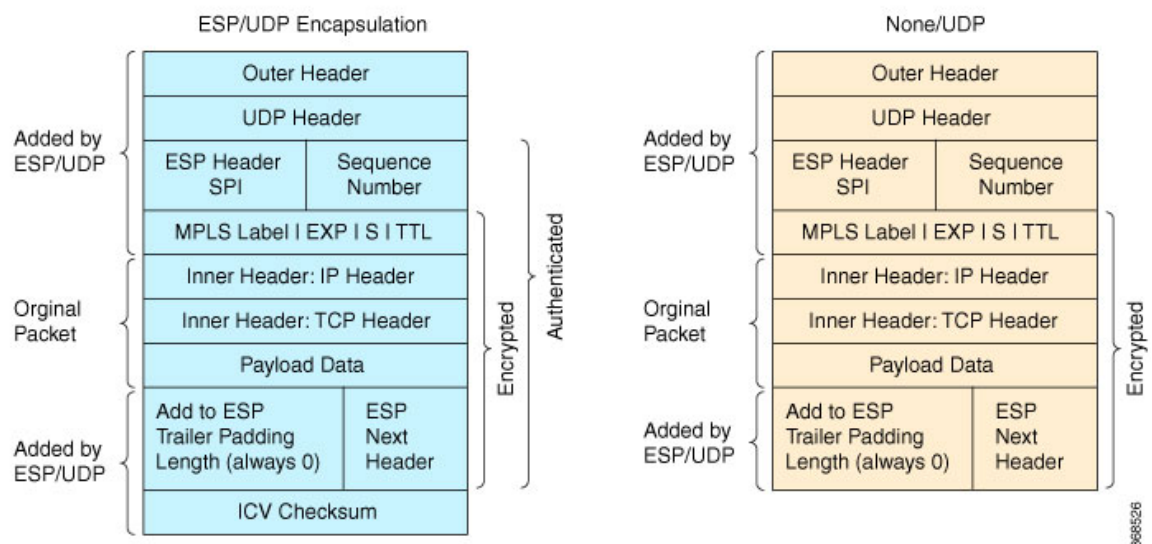 ESP/UDP Encapsulation
Outer Header
UDP Header
ESP Header
SPI
Sequence
Number
MPLS Label I EXP I S I TTL
Inner Header: IP Header
Inner Header: TCP Header
Payload Data
Add to ESP
Trailer Padding
Length (always 0)
ESP
Next
Header
ICV Checksum
Added by
ESP/UDP
Orginal
Packet
Added by
ESP/UDP
Encrypted
Authenticated
None/UDP
Outer Header
UDP Header
ESP Header
SPI
Sequence
Number
MPLS Label I EXP I S I TTL
Inner Header: IP Header
Inner Header: TCP Header
Payload Data
Add to ESP
Trailer Padding
Length (always 0)
ESP
Next
Header
Added by
ESP/UDP
Orginal
Packet
Added by
ESP/UDP
Encrypted
368526